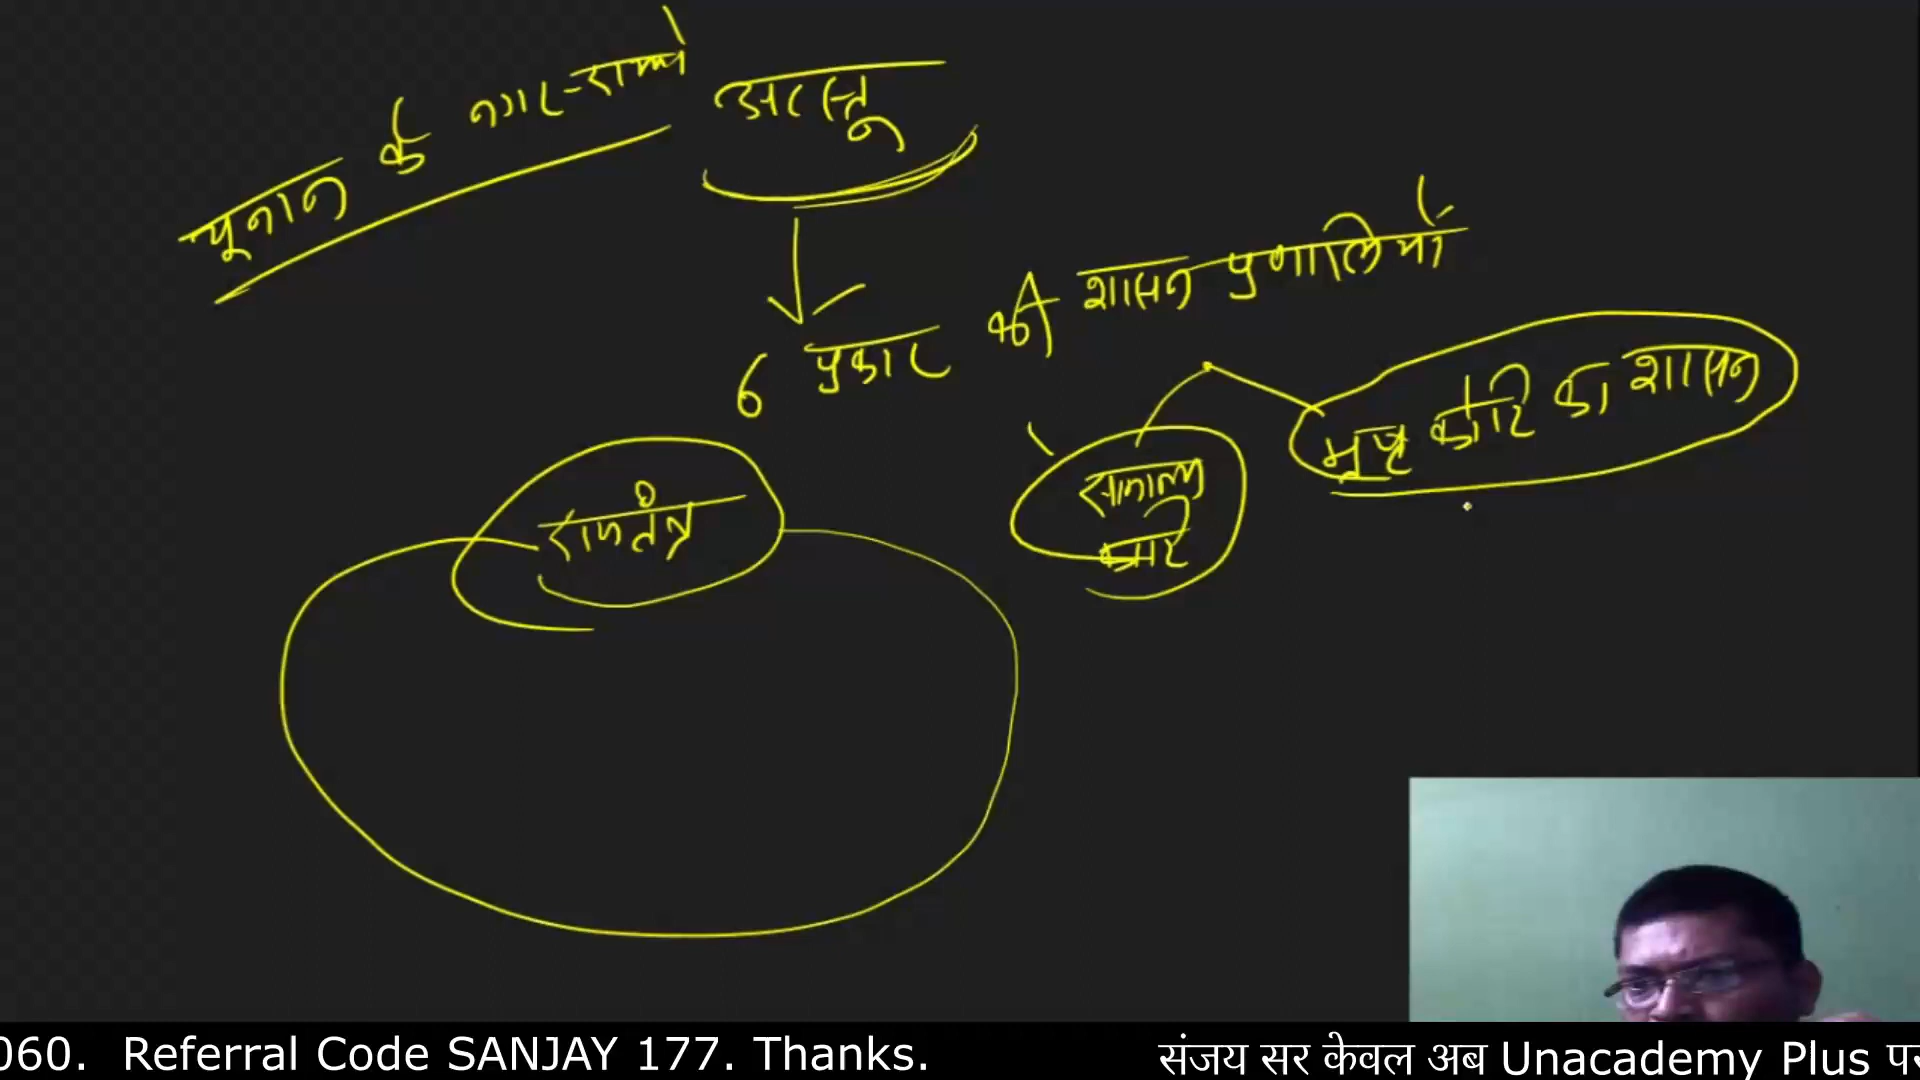 यूनान के नगर-राज्यों
अरस्तू
6 प्रकार की शासन प्रणालियों
सामान्य कोटि
भ्रष्ट कोटि का शासन
राजतंत्र
060. Referral Code SANJAY 177. Thanks. संजय सर केवल अब Unacademy Plus पर